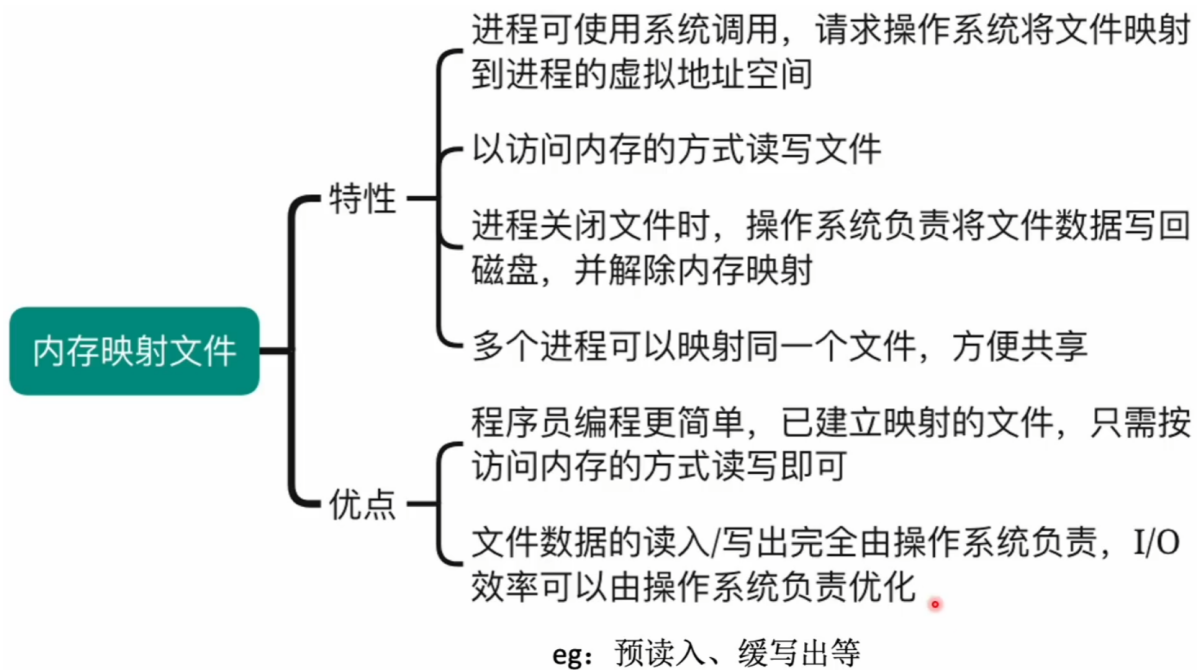 进程可使用系统调用，请求操作系统将文件映射
到进程的虚拟地址空间
以访问内存的方式读写文件
特性
进程关闭文件时，操作系统负责将文件数据写回
磁盘，并解除内存映射
内存映射文件
多个进程可以映射同一个文件，方便共享
程序员编程更简单，已建立映射的文件，只需按
访问内存的方式读写即可
优点
文件数据的读入/写出完全由操作系统负责，I/O
效率可以由操作系统负责优化
eg：预读入、缓写出等